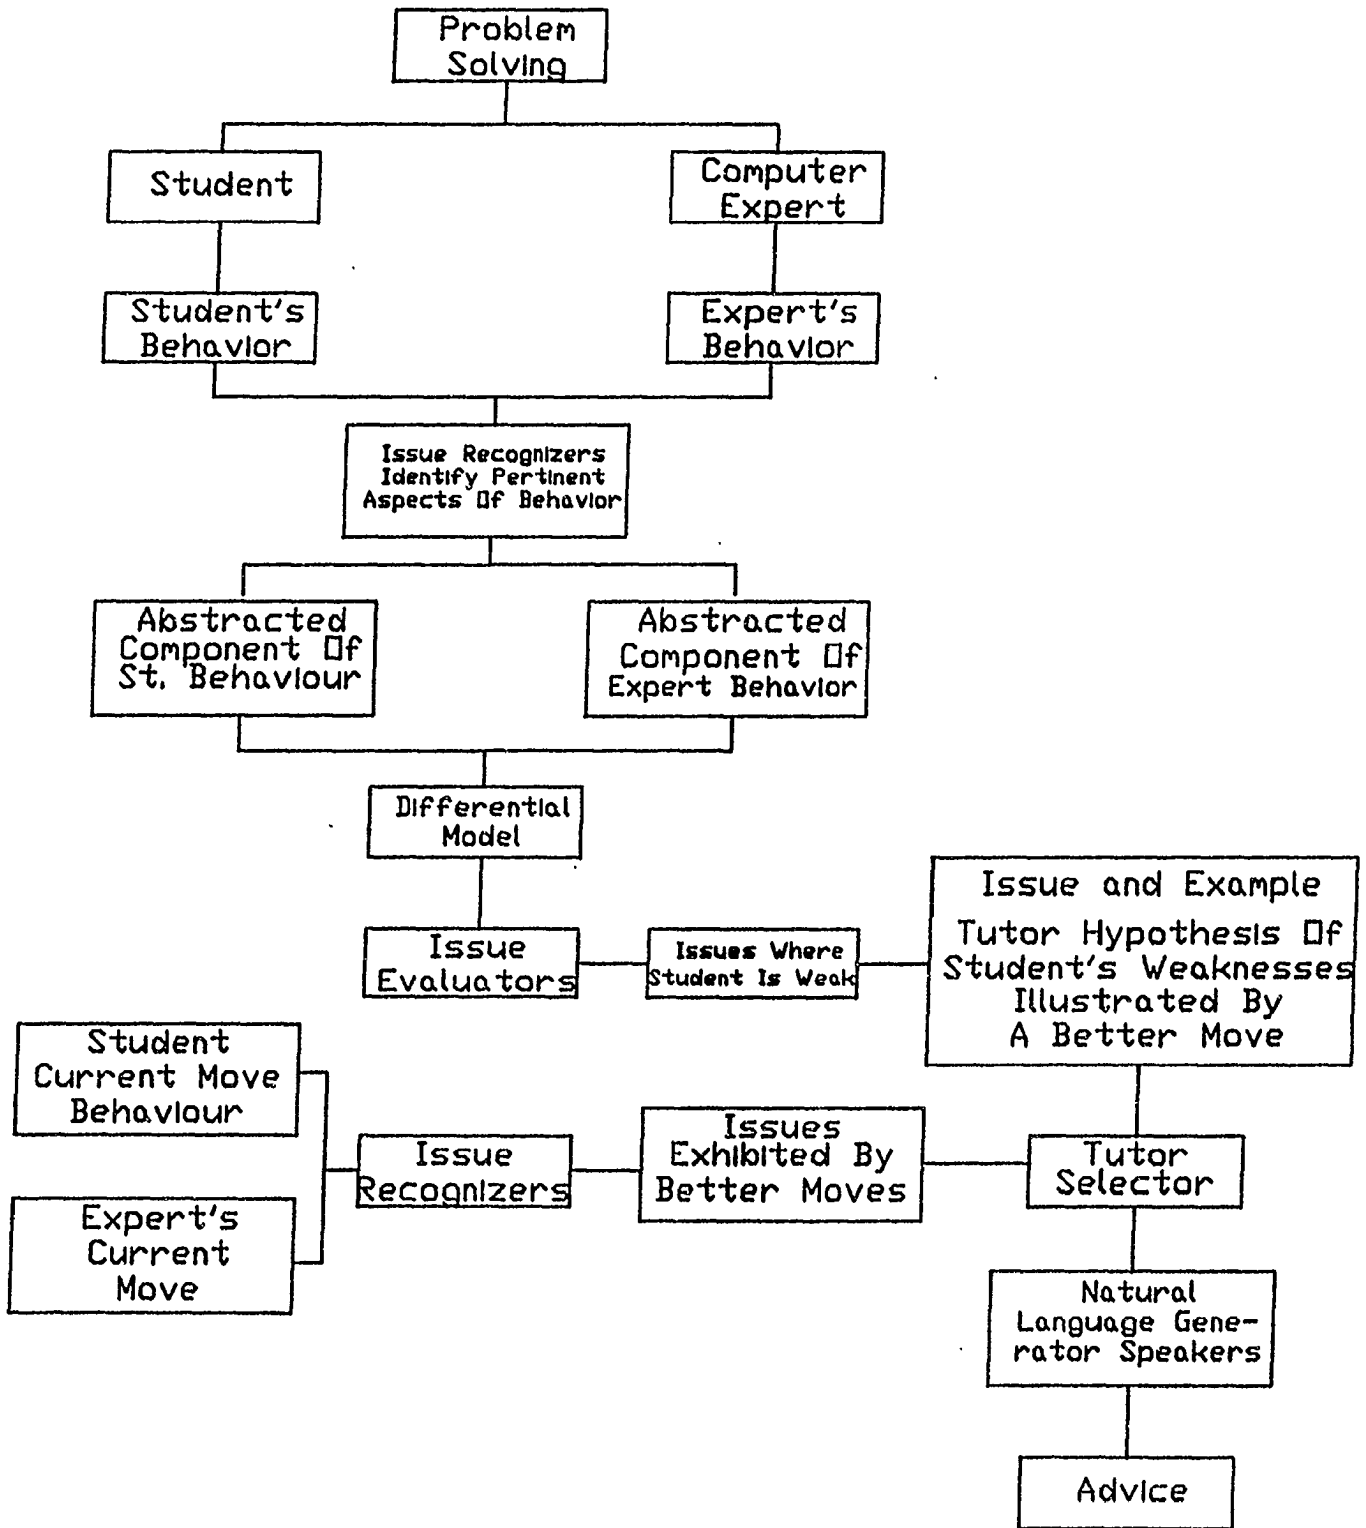 Problem
Solving
Student
Computer
Expert
Student's
Behavior
Expert's
Behavior
Issue Recognizers
Identify Pertinent
Aspects Of Behavior
Abstracted
Component Of
St. Behaviour
Abstracted
Component Of
Expert Behavior
Differential
Model
Issue
Evaluators
Issues Where
Student Is Weak
Issue and Example
Tutor Hypothesis Of
Student's Weaknesses
Illustrated By
A Better Move
Student
Current Move
Behaviour
Expert's
Current
Move
Issue
Recognizers
Issues
Exhibited By
Better Moves
Tutor
Selector
Natural
Language Gene-
rator Speakers
Advice